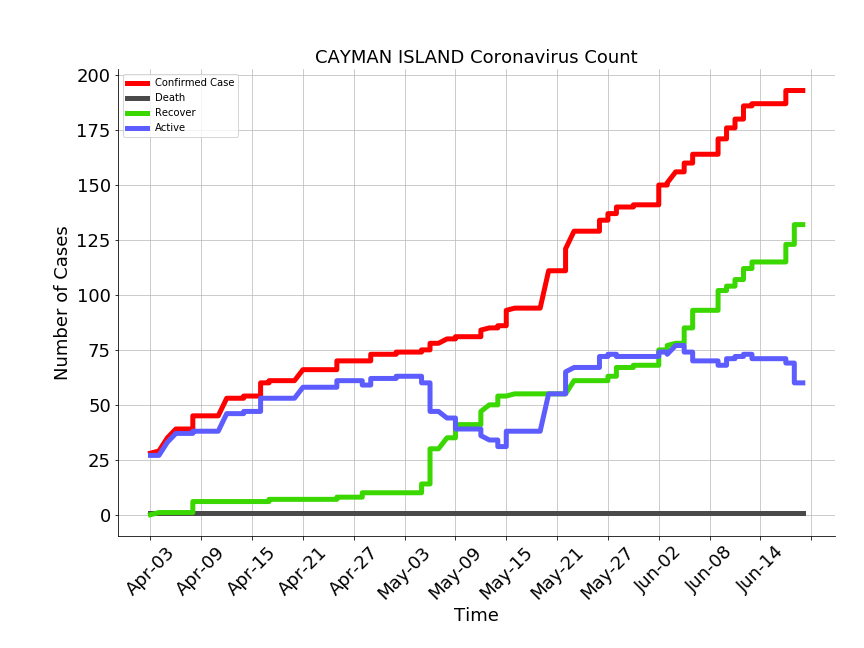 CAYMAN ISLAND Coronavirus Count
Confirmed Case
Death
Recover
Active
200
175
150
125
100
75
50
25
0
Number of Cases
Apr-03
Apr-09
Apr-15
Apr-21
Apr-27
May-03
May-09
May-15
May-21
May-27
Jun-02
Jun-08
Jun-14
Time